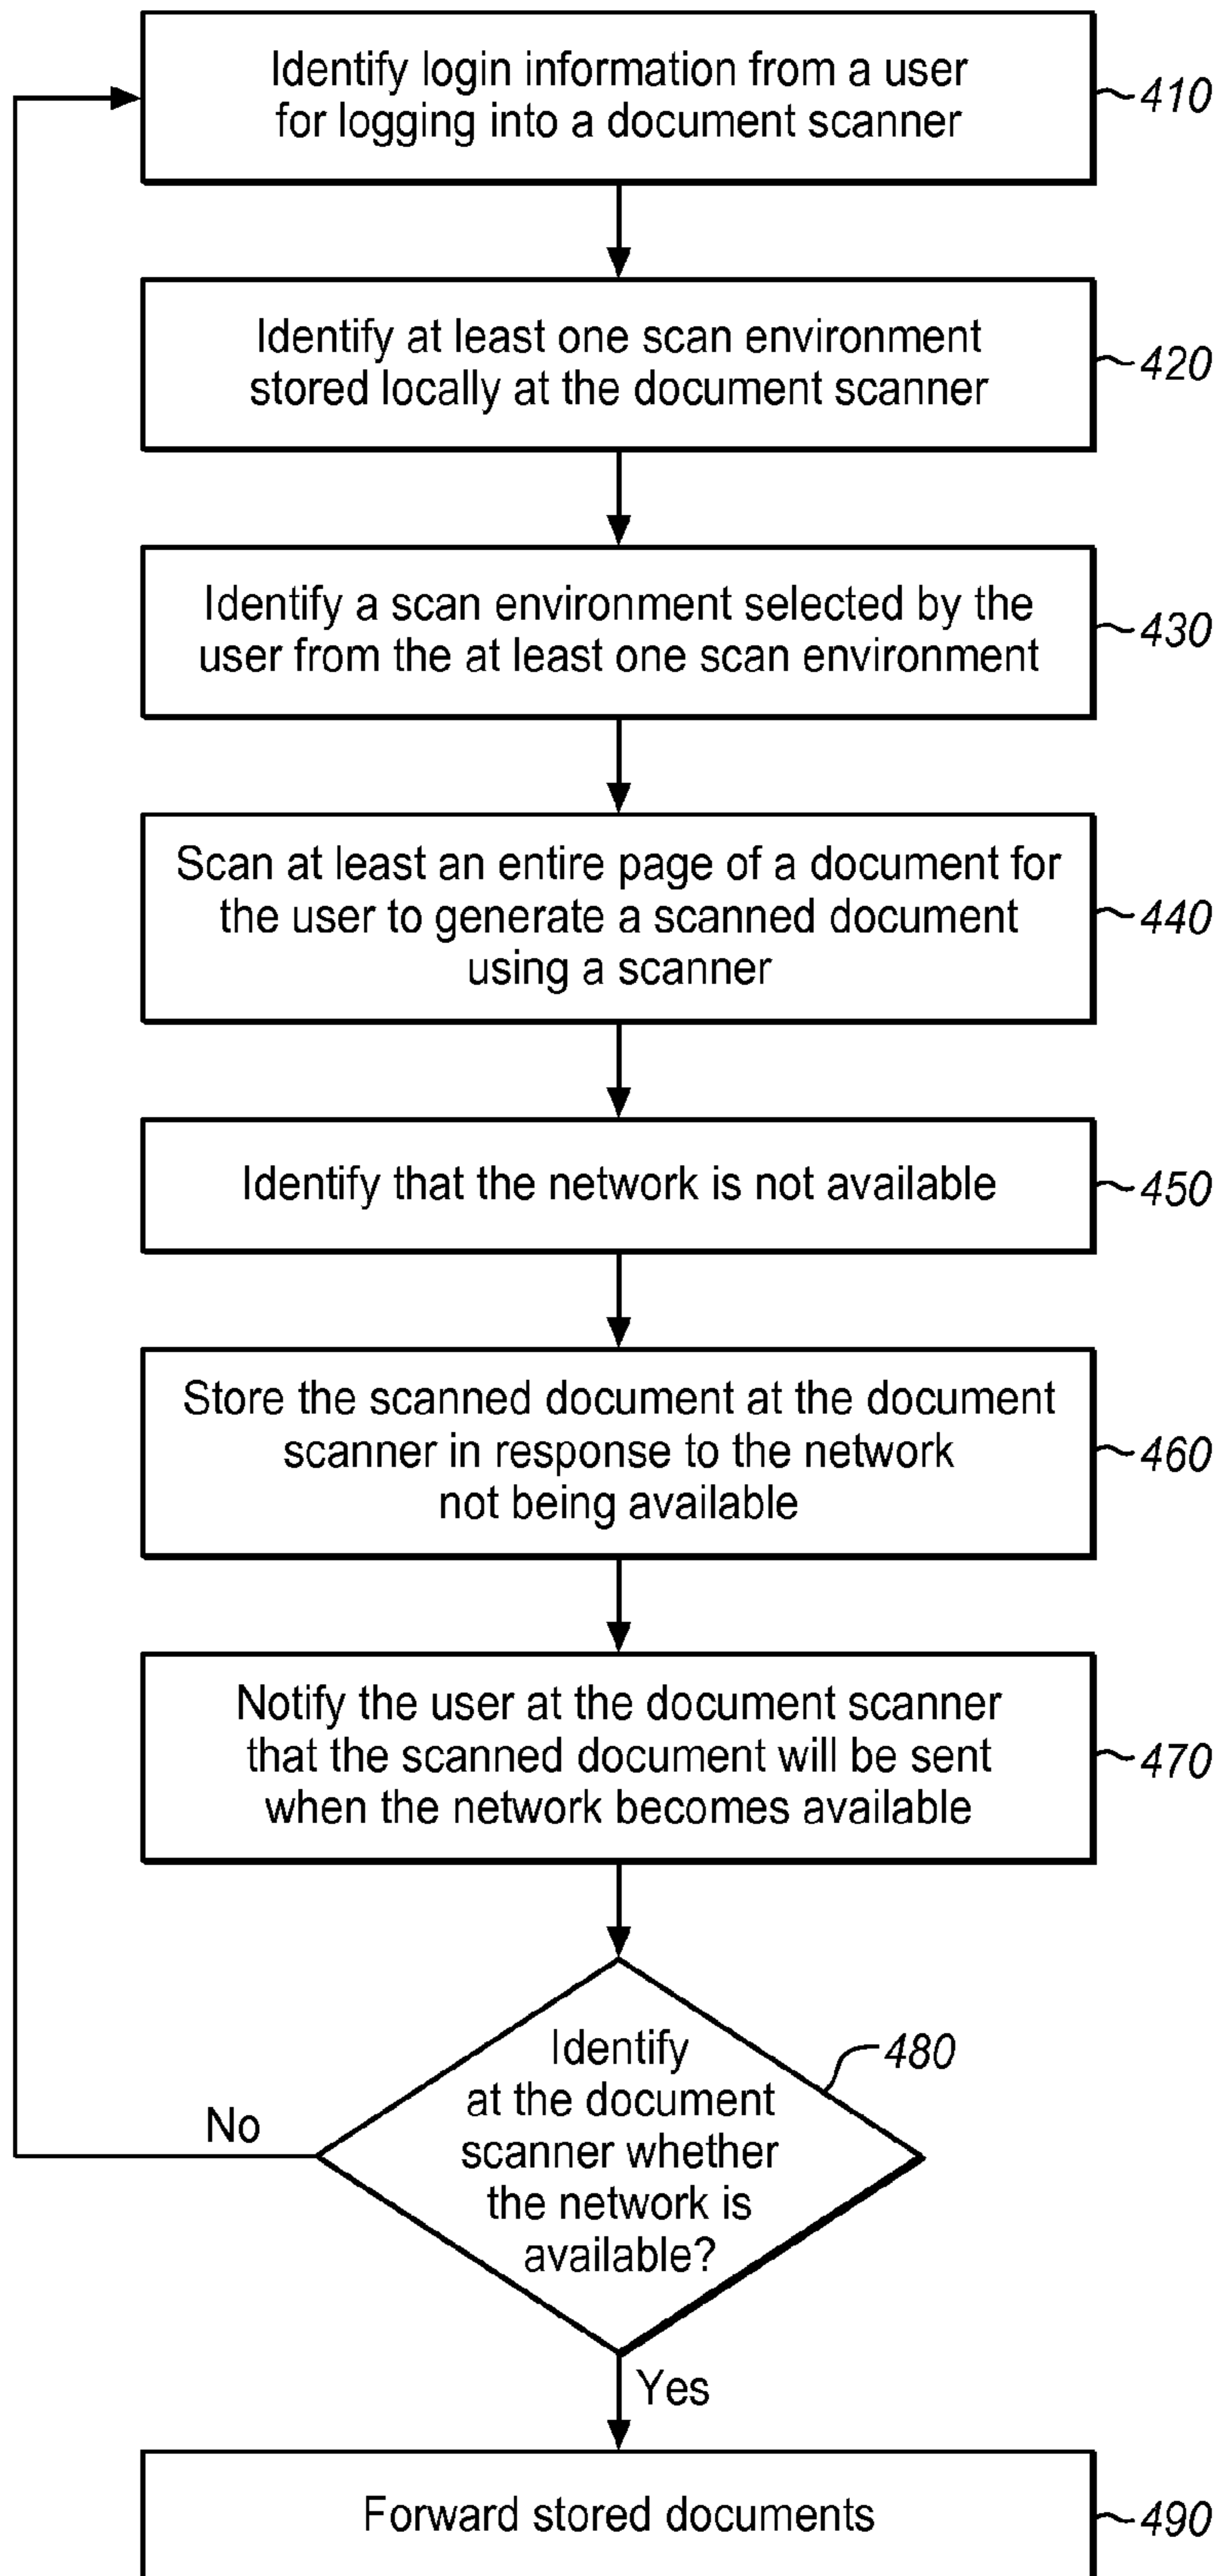 Identify login information from a user
for logging into a document scanner
410
Identify at least one scan environment
stored locally at the document scanner
420
Identify a scan environment selected by the
user from the at least one scan environment
430
Scan at least an entire page of a document for
the user to generate a scanned document
using a scanner
440
Identify that the network is not available
450
Store the scanned document at the document
scanner in response to the network
not being available
460
Notify the user at the document scanner
that the scanned document will be sent
when the network becomes available
470
Identify
at the document
scanner whether
the network is
available?
480
No
Yes
Forward stored documents
490